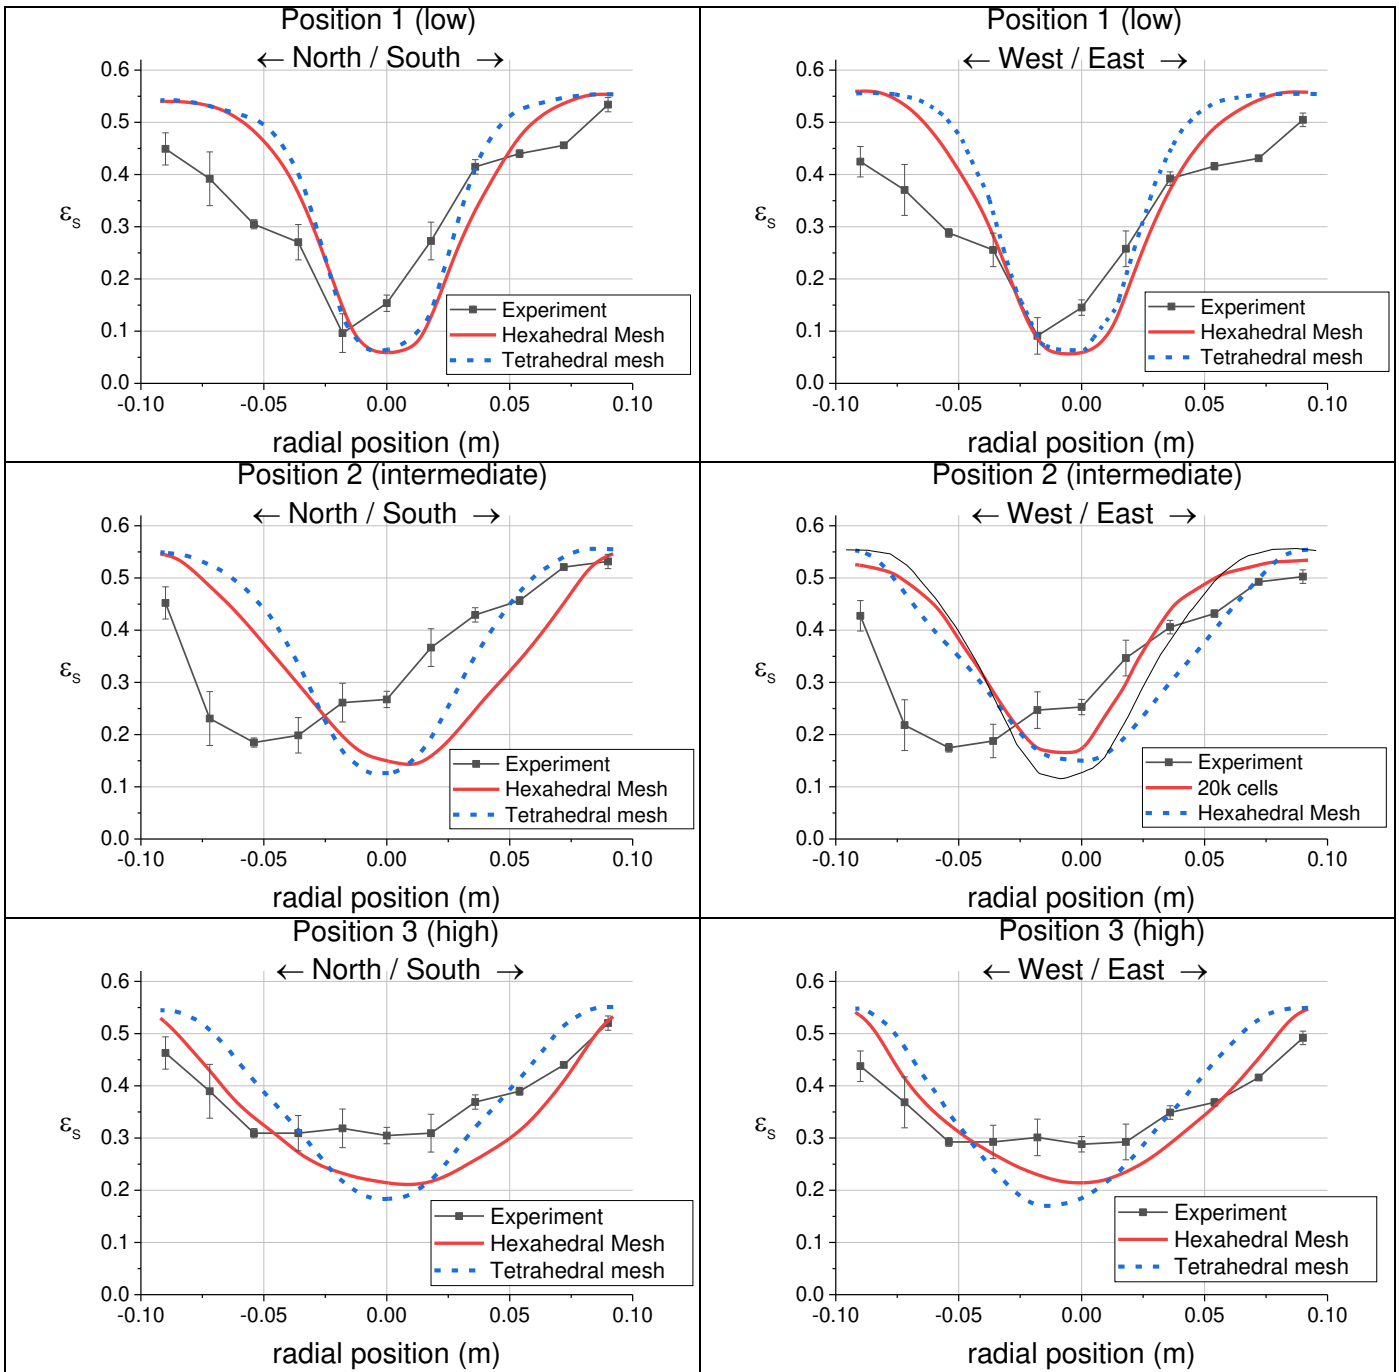 Position 1 (low)
← North / South →
0.6
0.5
0.4
0.3
0.2
0.1
0.0
εs
Experiment
Hexahedral Mesh
Tetrahedral mesh
-0.10 -0.05 0.00 0.05 0.10
radial position (m)
Position 1 (low)
← West / East →
0.6
0.5
0.4
0.3
0.2
0.1
0.0
εs
Experiment
Hexahedral Mesh
Tetrahedral mesh
-0.10 -0.05 0.00 0.05 0.10
radial position (m)
Position 2 (intermediate)
← North / South →
0.6
0.5
0.4
0.3
0.2
0.1
0.0
εs
Experiment
Hexahedral Mesh
Tetrahedral mesh
-0.10 -0.05 0.00 0.05 0.10
radial position (m)
Position 2 (intermediate)
← West / East →
0.6
0.5
0.4
0.3
0.2
0.1
0.0
εs
Experiment
20k cells
Hexahedral Mesh
-0.10 -0.05 0.00 0.05 0.10
radial position (m)
Position 3 (high)
← North / South →
0.6
0.5
0.4
0.3
0.2
0.1
0.0
εs
Experiment
Hexahedral Mesh
Tetrahedral mesh
-0.10 -0.05 0.00 0.05 0.10
radial position (m)
Position 3 (high)
← West / East →
0.6
0.5
0.4
0.3
0.2
0.1
0.0
εs
Experiment
Hexahedral Mesh
Tetrahedral mesh
-0.10 -0.05 0.00 0.05 0.10
radial position (m)